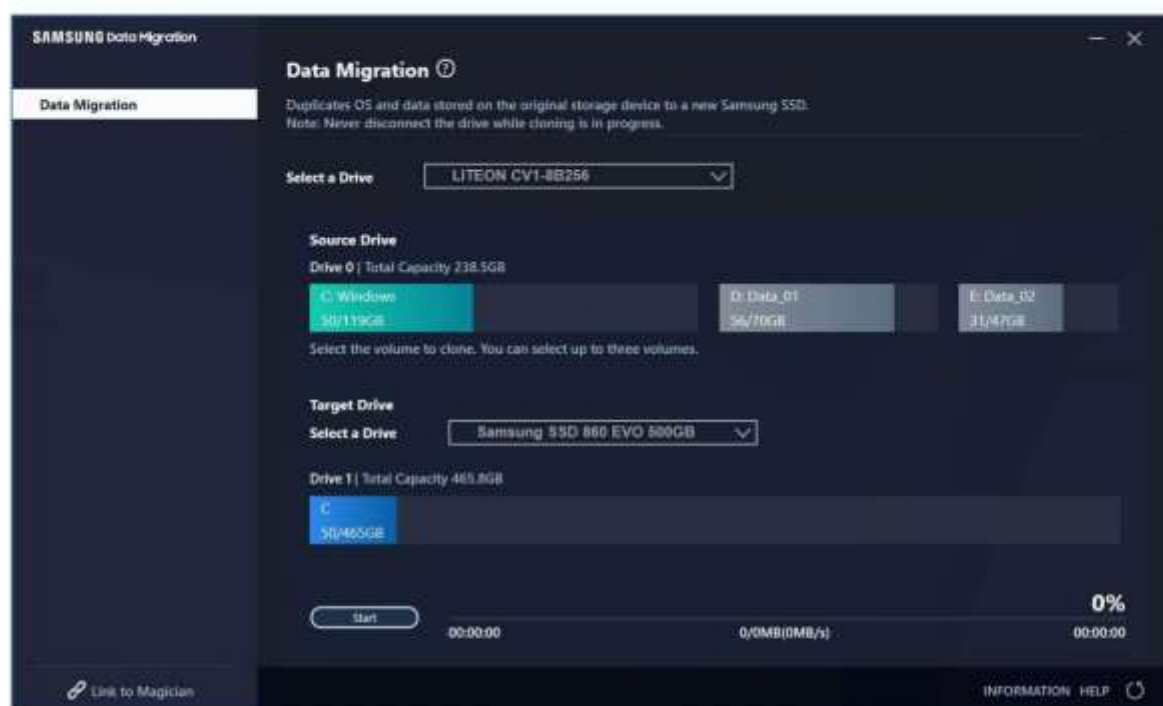 SAMSUNG Data Migration
Data Migration
Data Migration ?
Duplicates OS and data stored on the original storage device to a new Samsung SSD.
Note: Never disconnect the drive while cloning is in progress.
Select a Drive LITEON CV1-8B256
Source Drive
Drive 0 | Total Capacity 238.5GB
C: Windows D: Data_01 E: Data_02
50/119GB 56/70GB 31/47GB
Select the volume to clone. You can select up to three volumes.
Target Drive
Select a Drive Samsung SSD 860 EVO 500GB
Drive 1 | Total Capacity 465.8GB
C
50/465GB
0%
Start
00:00:00 0/0MB(0MB/s) 00:00:00
Link to Magician
INFORMATION HELP